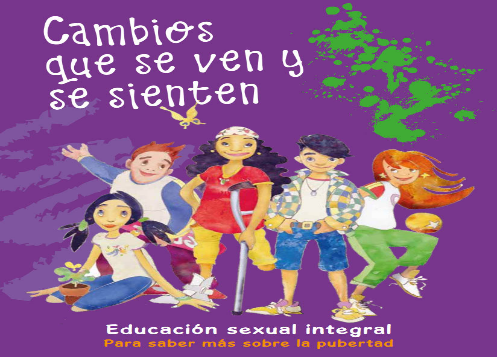 Cambios
que se ven y
se sienten
Educación sexual integral
Para saber más sobre la pubertad